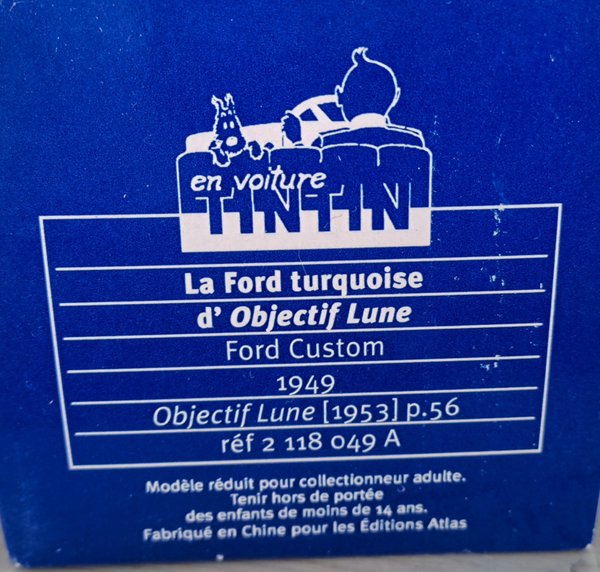 en voiture
TINTIN
La Ford turquoise
d' Objectif Lune
Ford Custom
1949
Objectif Lune [1953] p.56
réf 2 118 049 A
Modèle réduit pour collectionneur adulte.
Tenir hors de portée
des enfants de moins de 14 ans.
Fabriqué en Chine pour les Éditions Atlas